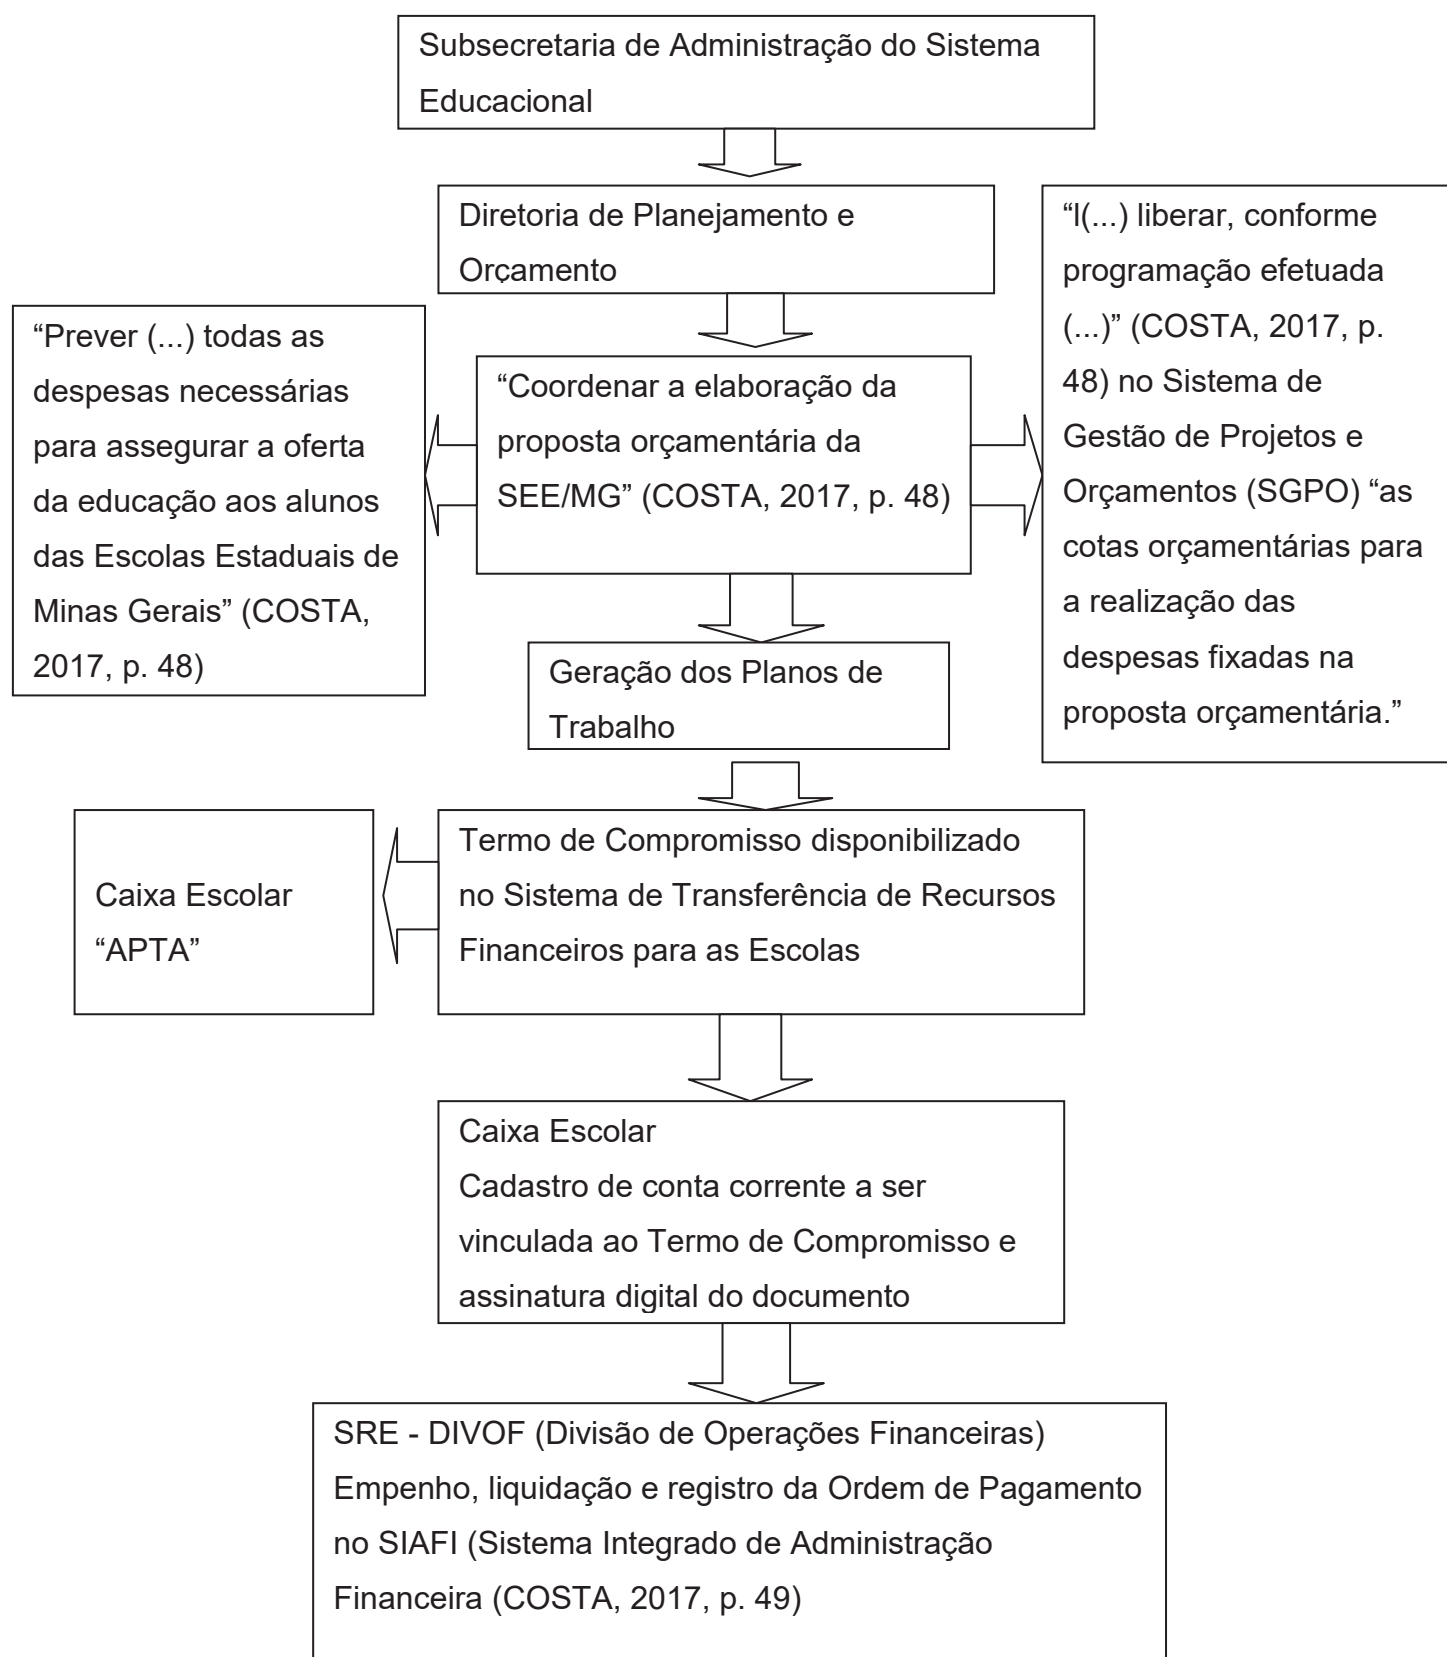 Subsecretaria de Administração do Sistema
Educacional
Diretoria de Planejamento e
Orçamento
“Prever (...) todas as
despesas necessárias
para assegurar a oferta
da educação aos alunos
das Escolas Estaduais de
Minas Gerais” (COSTA,
2017, p. 48)
“Coordenar a elaboração da
proposta orçamentária da
SEE/MG” (COSTA, 2017, p. 48)
“l(...) liberar, conforme
programação efetuada
(...)” (COSTA, 2017, p.
48) no Sistema de
Gestão de Projetos e
Orçamentos (SGPO) “as
cotas orçamentárias para
a realização das
despesas fixadas na
proposta orçamentária.”
Geração dos Planos de
Trabalho
Caixa Escolar
“APTA”
Termo de Compromisso disponibilizado
no Sistema de Transferência de Recursos
Financeiros para as Escolas
Caixa Escolar
Cadastro de conta corrente a ser
vinculada ao Termo de Compromisso e
assinatura digital do documento
SRE - DIVOF (Divisão de Operações Financeiras)
Empenho, liquidação e registro da Ordem de Pagamento
no SIAFI (Sistema Integrado de Administração
Financeira (COSTA, 2017, p. 49)